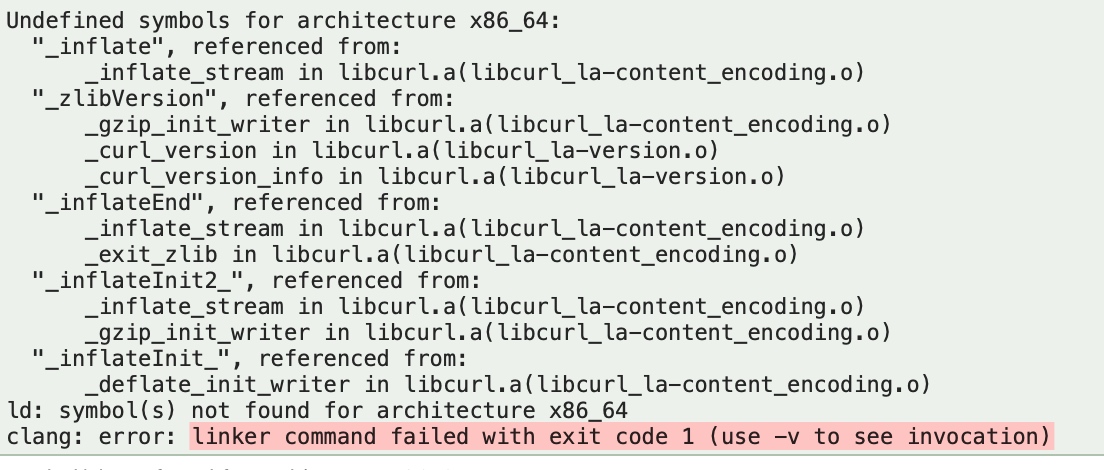 Undefined symbols for architecture x86_64:
"_inflate", referenced from:
_inflate_stream in libcurl.a(libcurl_la-content_encoding.o)
"_zlibVersion", referenced from:
_gzip_init_writer in libcurl.a(libcurl_la-content_encoding.o)
_curl_version in libcurl.a(libcurl_la-version.o)
_curl_version_info in libcurl.a(libcurl_la-version.o)
"_inflateEnd", referenced from:
_inflate_stream in libcurl.a(libcurl_la-content_encoding.o)
_exit_zlib in libcurl.a(libcurl_la-content_encoding.o)
"_inflateInit2_", referenced from:
_inflate_stream in libcurl.a(libcurl_la-content_encoding.o)
_gzip_init_writer in libcurl.a(libcurl_la-content_encoding.o)
"_inflateInit_", referenced from:
_deflate_init_writer in libcurl.a(libcurl_la-content_encoding.o)
ld: symbol(s) not found for architecture x86_64
clang: error: linker command failed with exit code 1 (use -v to see invocation)